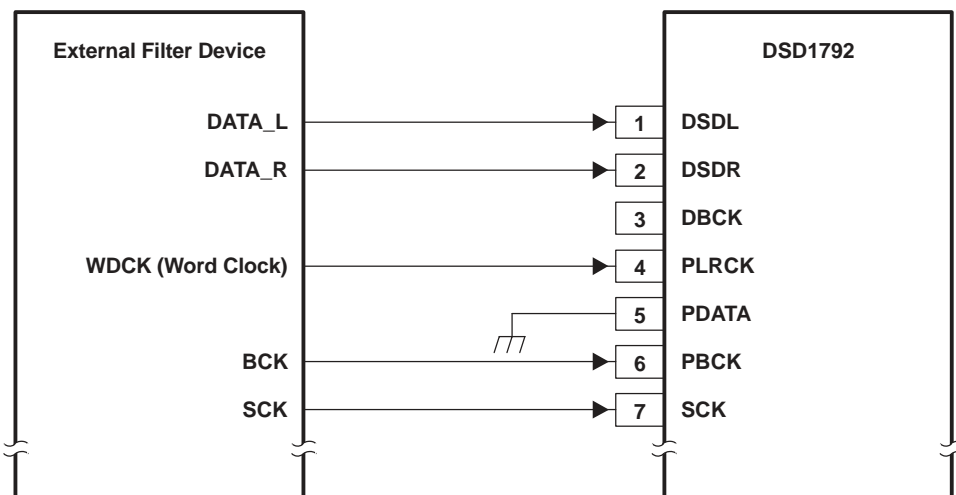 External Filter Device
DSD1792
DATA_L
1
DSDL
DATA_R
2
DSDR
3
DBCK
WDCK (Word Clock)
4
PLRCK
5
PDATA
BCK
6
PBCK
SCK
7
SCK